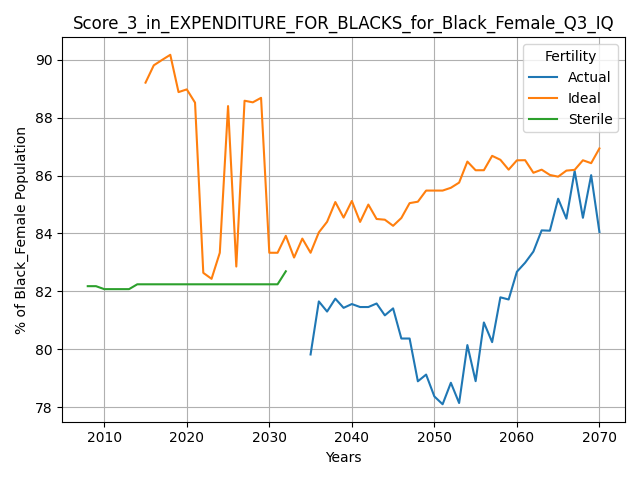 Score_3_in_EXPENDITURE_FOR_BLACKS_for_Black_Female_Q3_IQ
Fertility
Actual
Ideal
Sterile
% of Black_Female Population
90
88
86
84
82
80
78
2010
2020
2030
2040
2050
2060
2070
Years